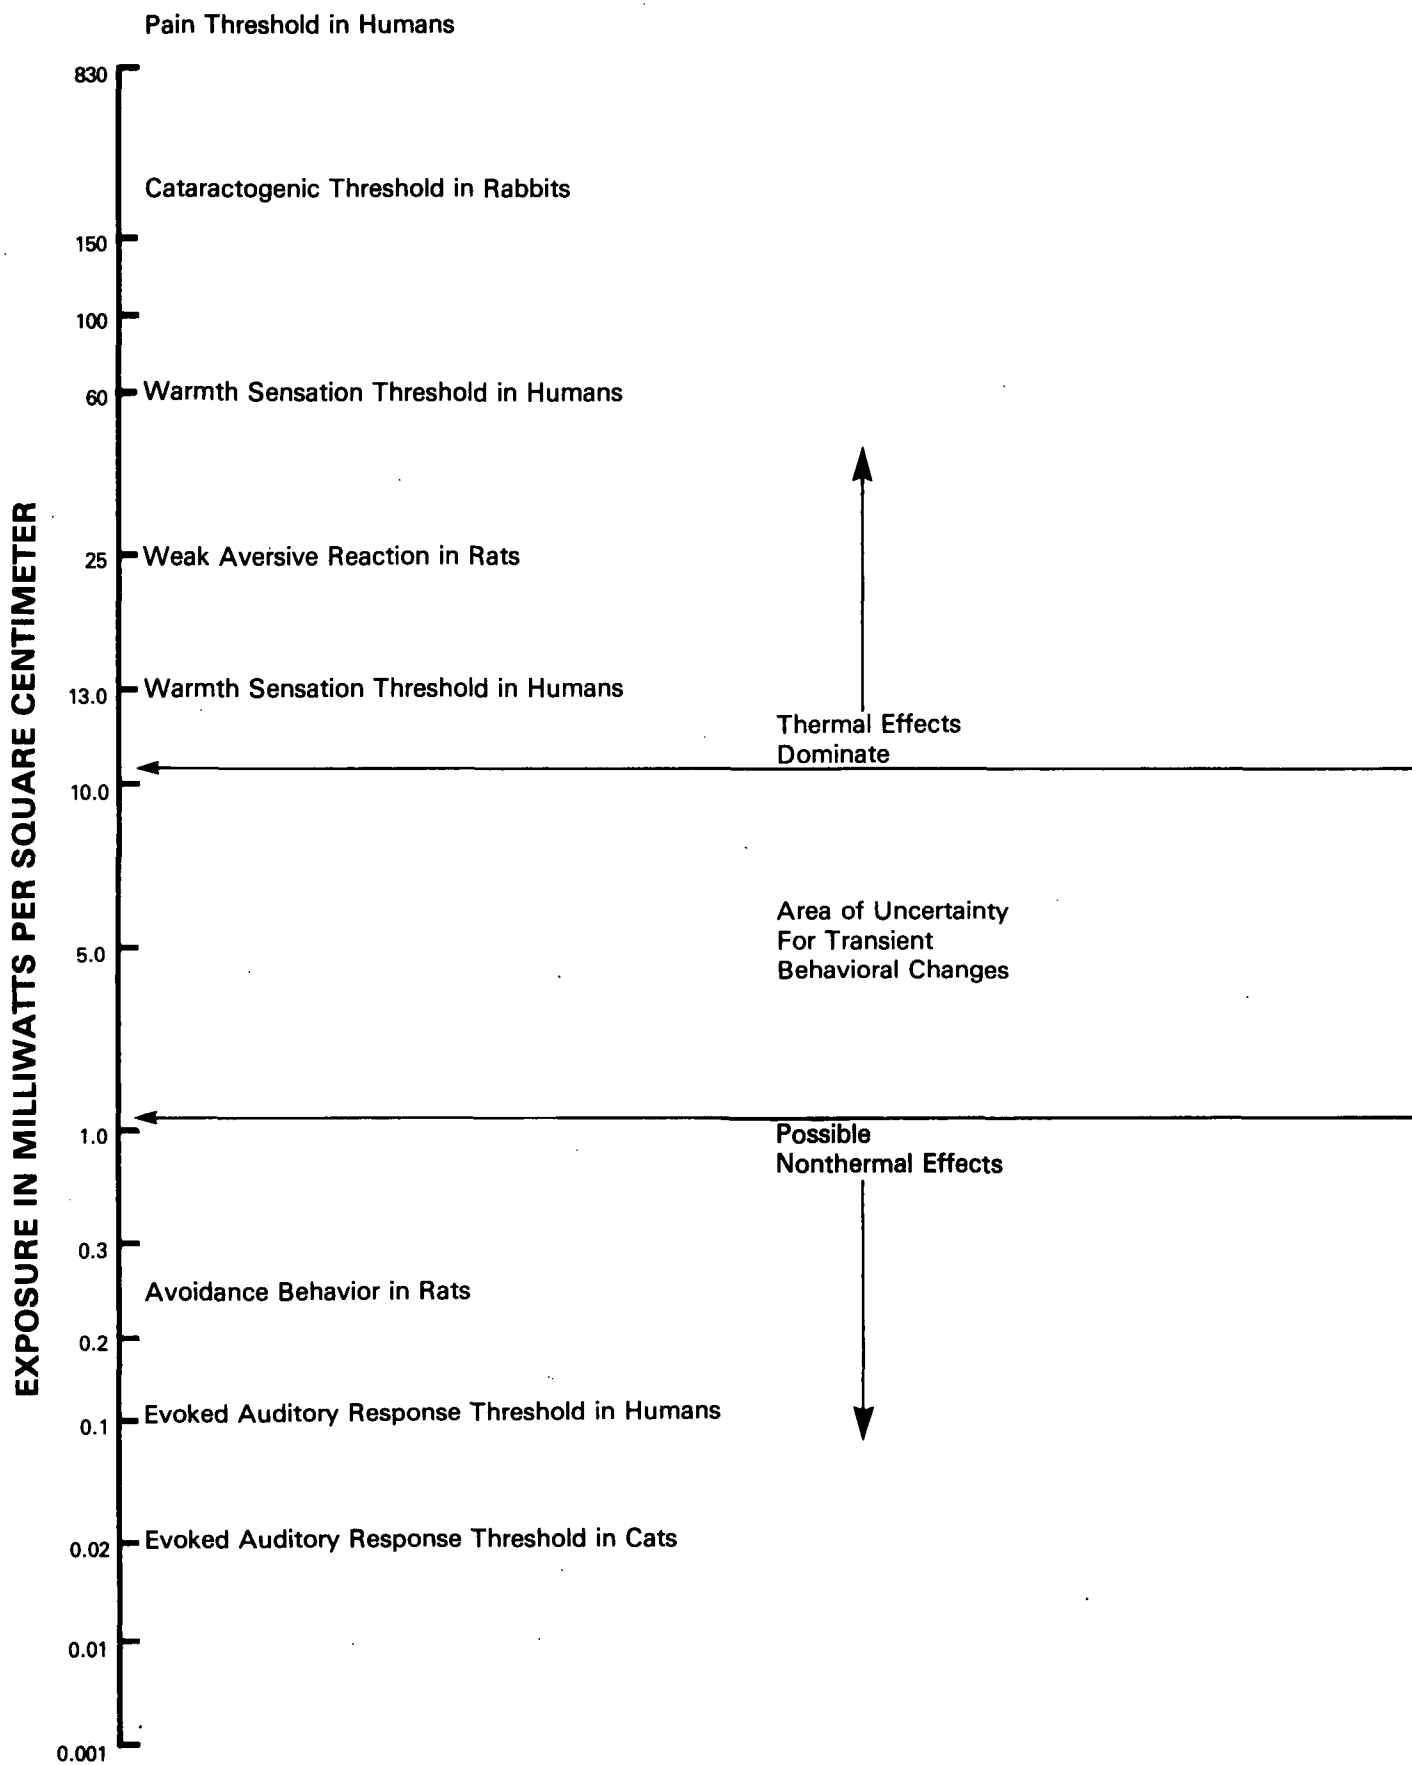 Pain Threshold in Humans
830
Cataractogenic Threshold in Rabbits
150
100
60 Warmth Sensation Threshold in Humans
25 Weak Aversive Reaction in Rats
13.0 Warmth Sensation Threshold in Humans
Thermal Effects
Dominate
10.0
Area of Uncertainty
For Transient
Behavioral Changes
5.0
1.0
Possible
Nonthermal Effects
0.3
Avoidance Behavior in Rats
0.2
0.1 Evoked Auditory Response Threshold in Humans
0.02 Evoked Auditory Response Threshold in Cats
0.01
0.001
EXPOSURE IN MILLIWATTS PER SQUARE CENTIMETER